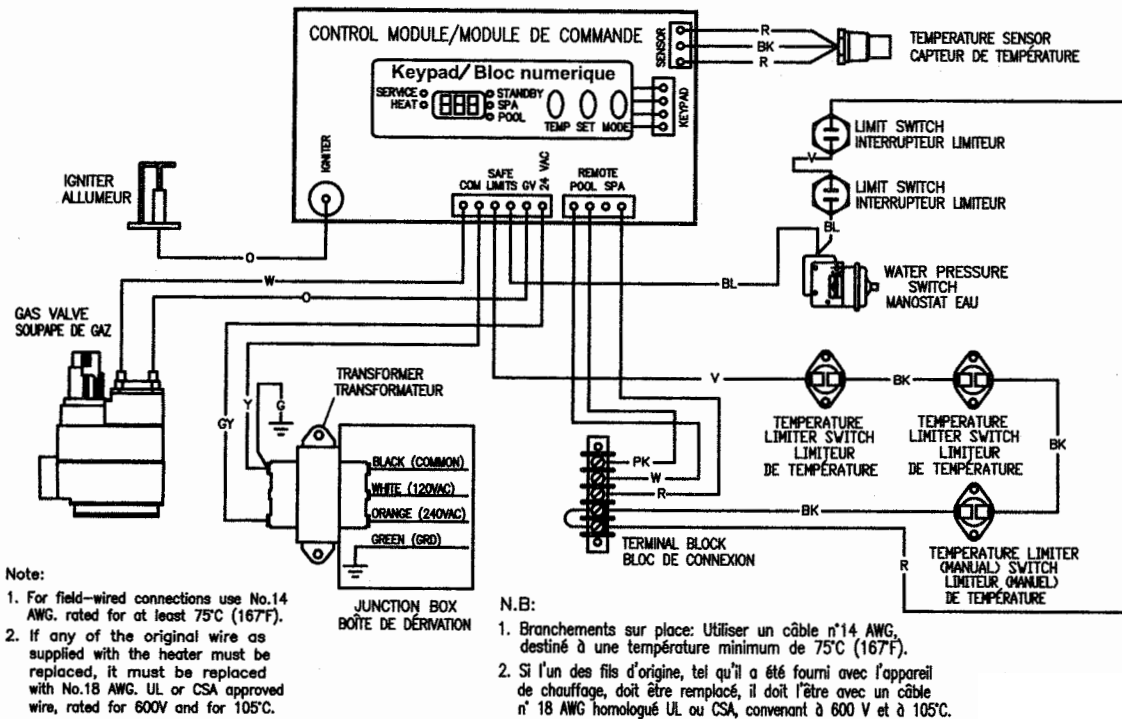 CONTROL MODULE/MODULE DE COMMANDE
Keypad/ Bloc numerique
SERVICE
HEAT
STANDBY
SPA
POOL
TEMP SET MODE
SENSOR
KEYPAD
R
BK
R
TEMPERATURE SENSOR
CAPTEUR DE TEMPÉRATURE
LIMIT SWITCH
INTERRUPTEUR LIMITEUR
V
LIMIT SWITCH
INTERRUPTEUR LIMITEUR
BL
IGNITER
ALLUMEUR
IGNITER
SAFE
COM LIMITS GV 24 VAC
REMOTE
POOL SPA
O
W
O
BL
WATER PRESSURE
SWITCH
MANOSTAT EAU
GAS VALVE
SOUPAPE DE GAZ
TRANSFORMER
TRANSFORMATEUR
GY
Y
G
V
BK
BK
TEMPERATURE
LIMITER SWITCH
LIMITEUR
DE TEMPÉRATURE
TEMPERATURE
LIMITER SWITCH
LIMITEUR
DE TEMPÉRATURE
BLACK (COMMON)
WHITE (120VAC)
ORANGE (240VAC)
GREEN (GRD)
PK
W
R
BK
R
TERMINAL BLOCK
BLOC DE CONNEXION
TEMPERATURE LIMITER
(MANUAL) SWITCH
LIMITEUR (MANUEL)
DE TEMPÉRATURE
JUNCTION BOX
BOÎTE DE DÉRIVATION
Note:
1. For field-wired connections use No.14
AWG. rated for at least 75°C (167°F).
2. If any of the original wire as
supplied with the heater must be
replaced, it must be replaced
with No.18 AWG. UL or CSA approved
wire, rated for 600V and for 105°C.
N.B:
1. Branchements sur place: Utiliser un câble n°14 AWG,
destiné à une température minimum de 75°C (167°F).
2. Si l'un des fils d'origine, tel qu'il a été fourni avec l'appareil
de chauffage, doit être remplacé, il doit l'être avec un câble
n° 18 AWG homologué UL ou CSA, convenant à 600 V et à 105°C.